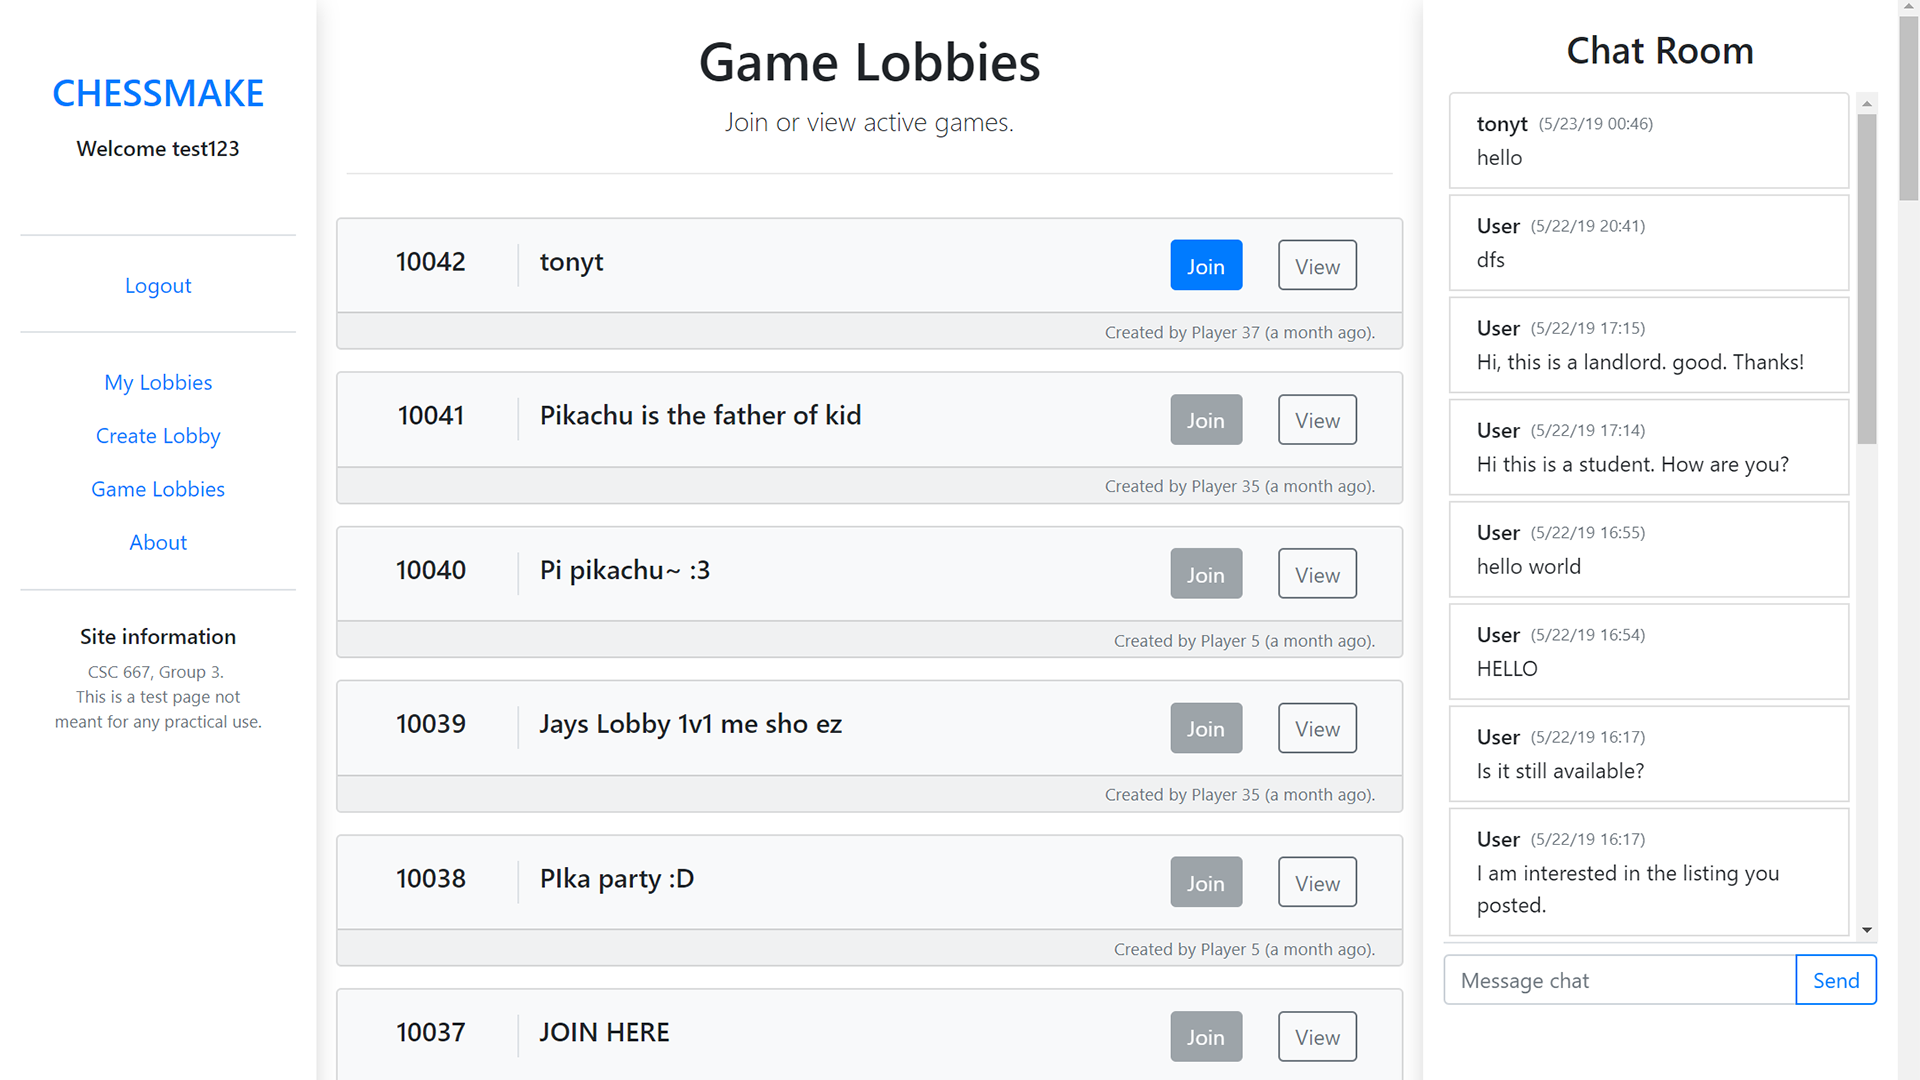 CHESSMAKE
Welcome test123
Logout
My Lobbies
Create Lobby
Game Lobbies
About
Site information
CSC 667, Group 3.
This is a test page not
meant for any practical use.
Game Lobbies
Join or view active games.
10042 tonyt Join View
Created by Player 37 (a month ago).
10041 Pikachu is the father of kid Join View
Created by Player 35 (a month ago).
10040 Pi pikachu~ :3 Join View
Created by Player 5 (a month ago).
10039 Jays Lobby 1v1 me sho ez Join View
Created by Player 35 (a month ago).
10038 PIka party :D Join View
Created by Player 5 (a month ago).
10037 JOIN HERE Join View
Chat Room
tonyt (5/23/19 00:46)
hello
User (5/22/19 20:41)
dfs
User (5/22/19 17:15)
Hi, this is a landlord. good. Thanks!
User (5/22/19 17:14)
Hi this is a student. How are you?
User (5/22/19 16:55)
hello world
User (5/22/19 16:54)
HELLO
User (5/22/19 16:17)
Is it still available?
User (5/22/19 16:17)
I am interested in the listing you
posted.
Message chat Send